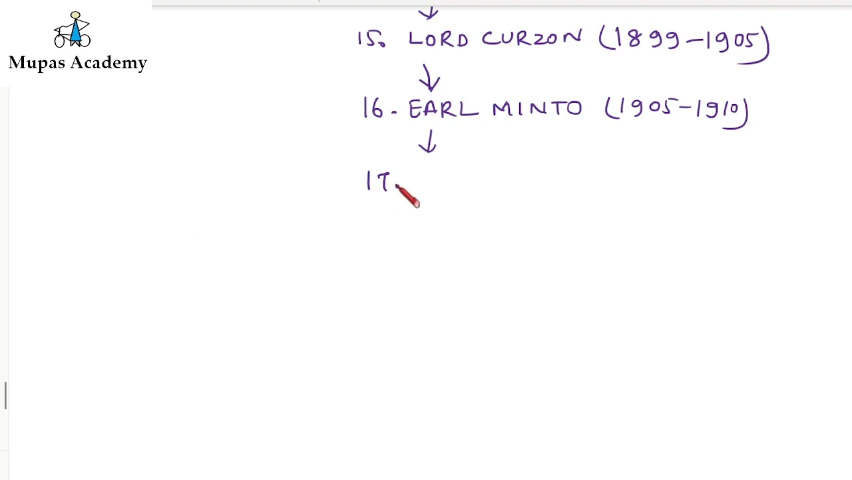 Mupas Academy
15. LORD CURZON (1899-1905)
16. EARL MINTO (1905-1910)
17